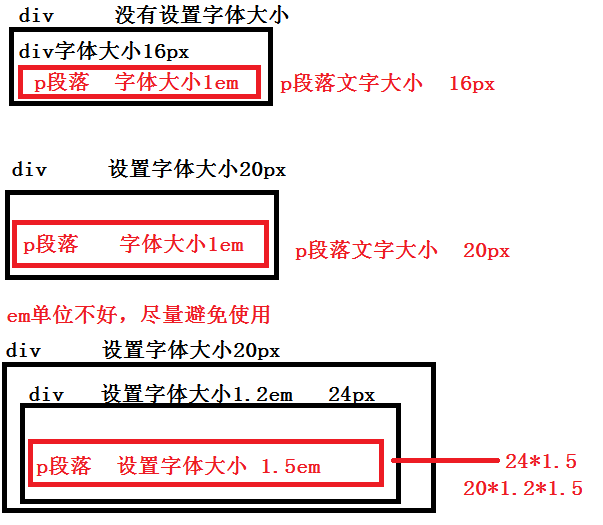 div 没有设置字体大小
div字体大小16px
p段落 字体大小1em
p段落文字大小 16px
div 设置字体大小20px
p段落 字体大小1em
p段落文字大小 20px
em单位不好，尽量避免使用
div 设置字体大小20px
div 设置字体大小1.2em 24px
p段落 设置字体大小 1.5em
24*1.5
20*1.2*1.5